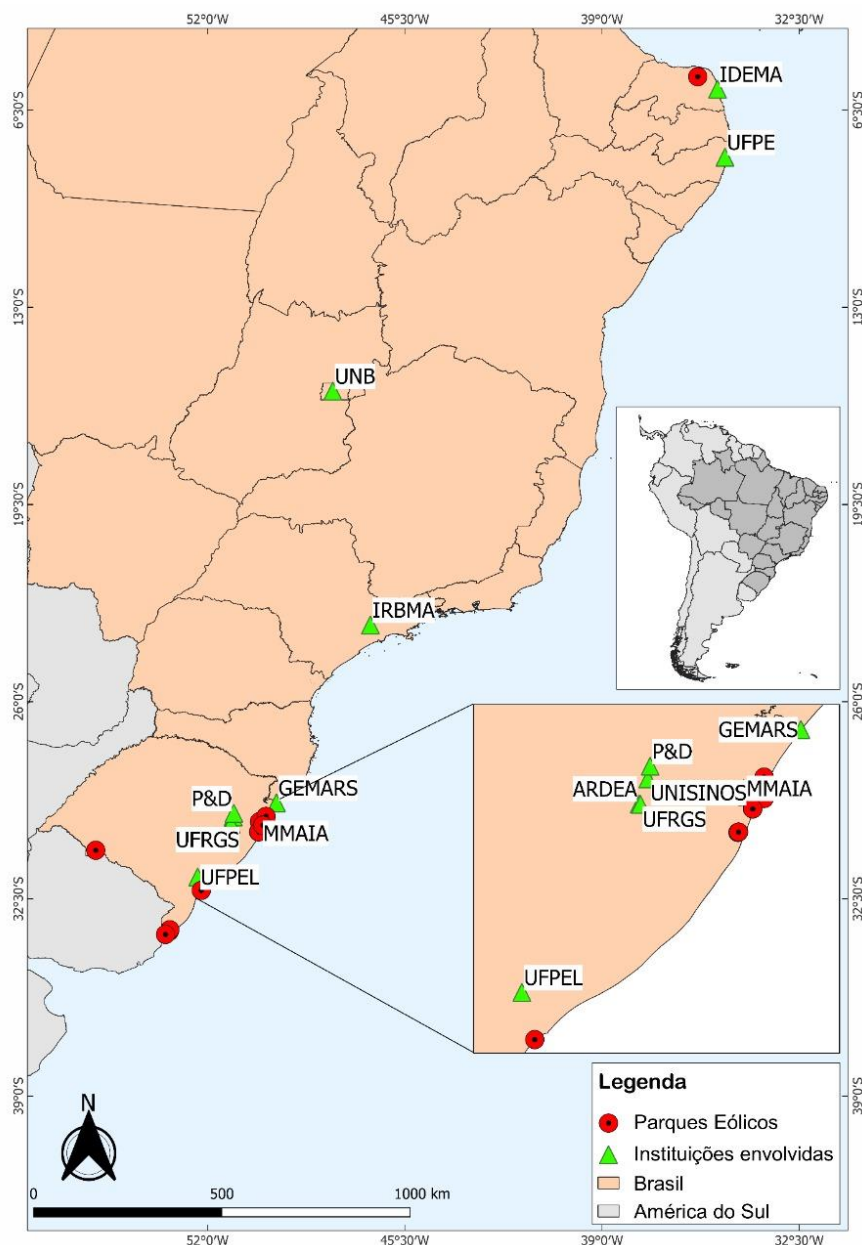 52°0'W 45°30'W 39°0'W 32°30'W
IDEMA
6°30'S 6°30'S
UFPE
13°0'S 13°0'S
UNB
19°30'S 19°30'S
IRBMA
26°0'S 26°0'S
GEMARS
P&D
ARDEA UNISINOS MMAIA
UFRGS
UFPEL
P&D GEMARS
UFRGS MMAIA
UFPEL
32°30'S 32°30'S
39°0'S 39°0'S
Legenda
Parques Eólicos
Instituições envolvidas
Brasil
América do Sul
N
0 500 1000 km
52°0'W 45°30'W 39°0'W 32°30'W